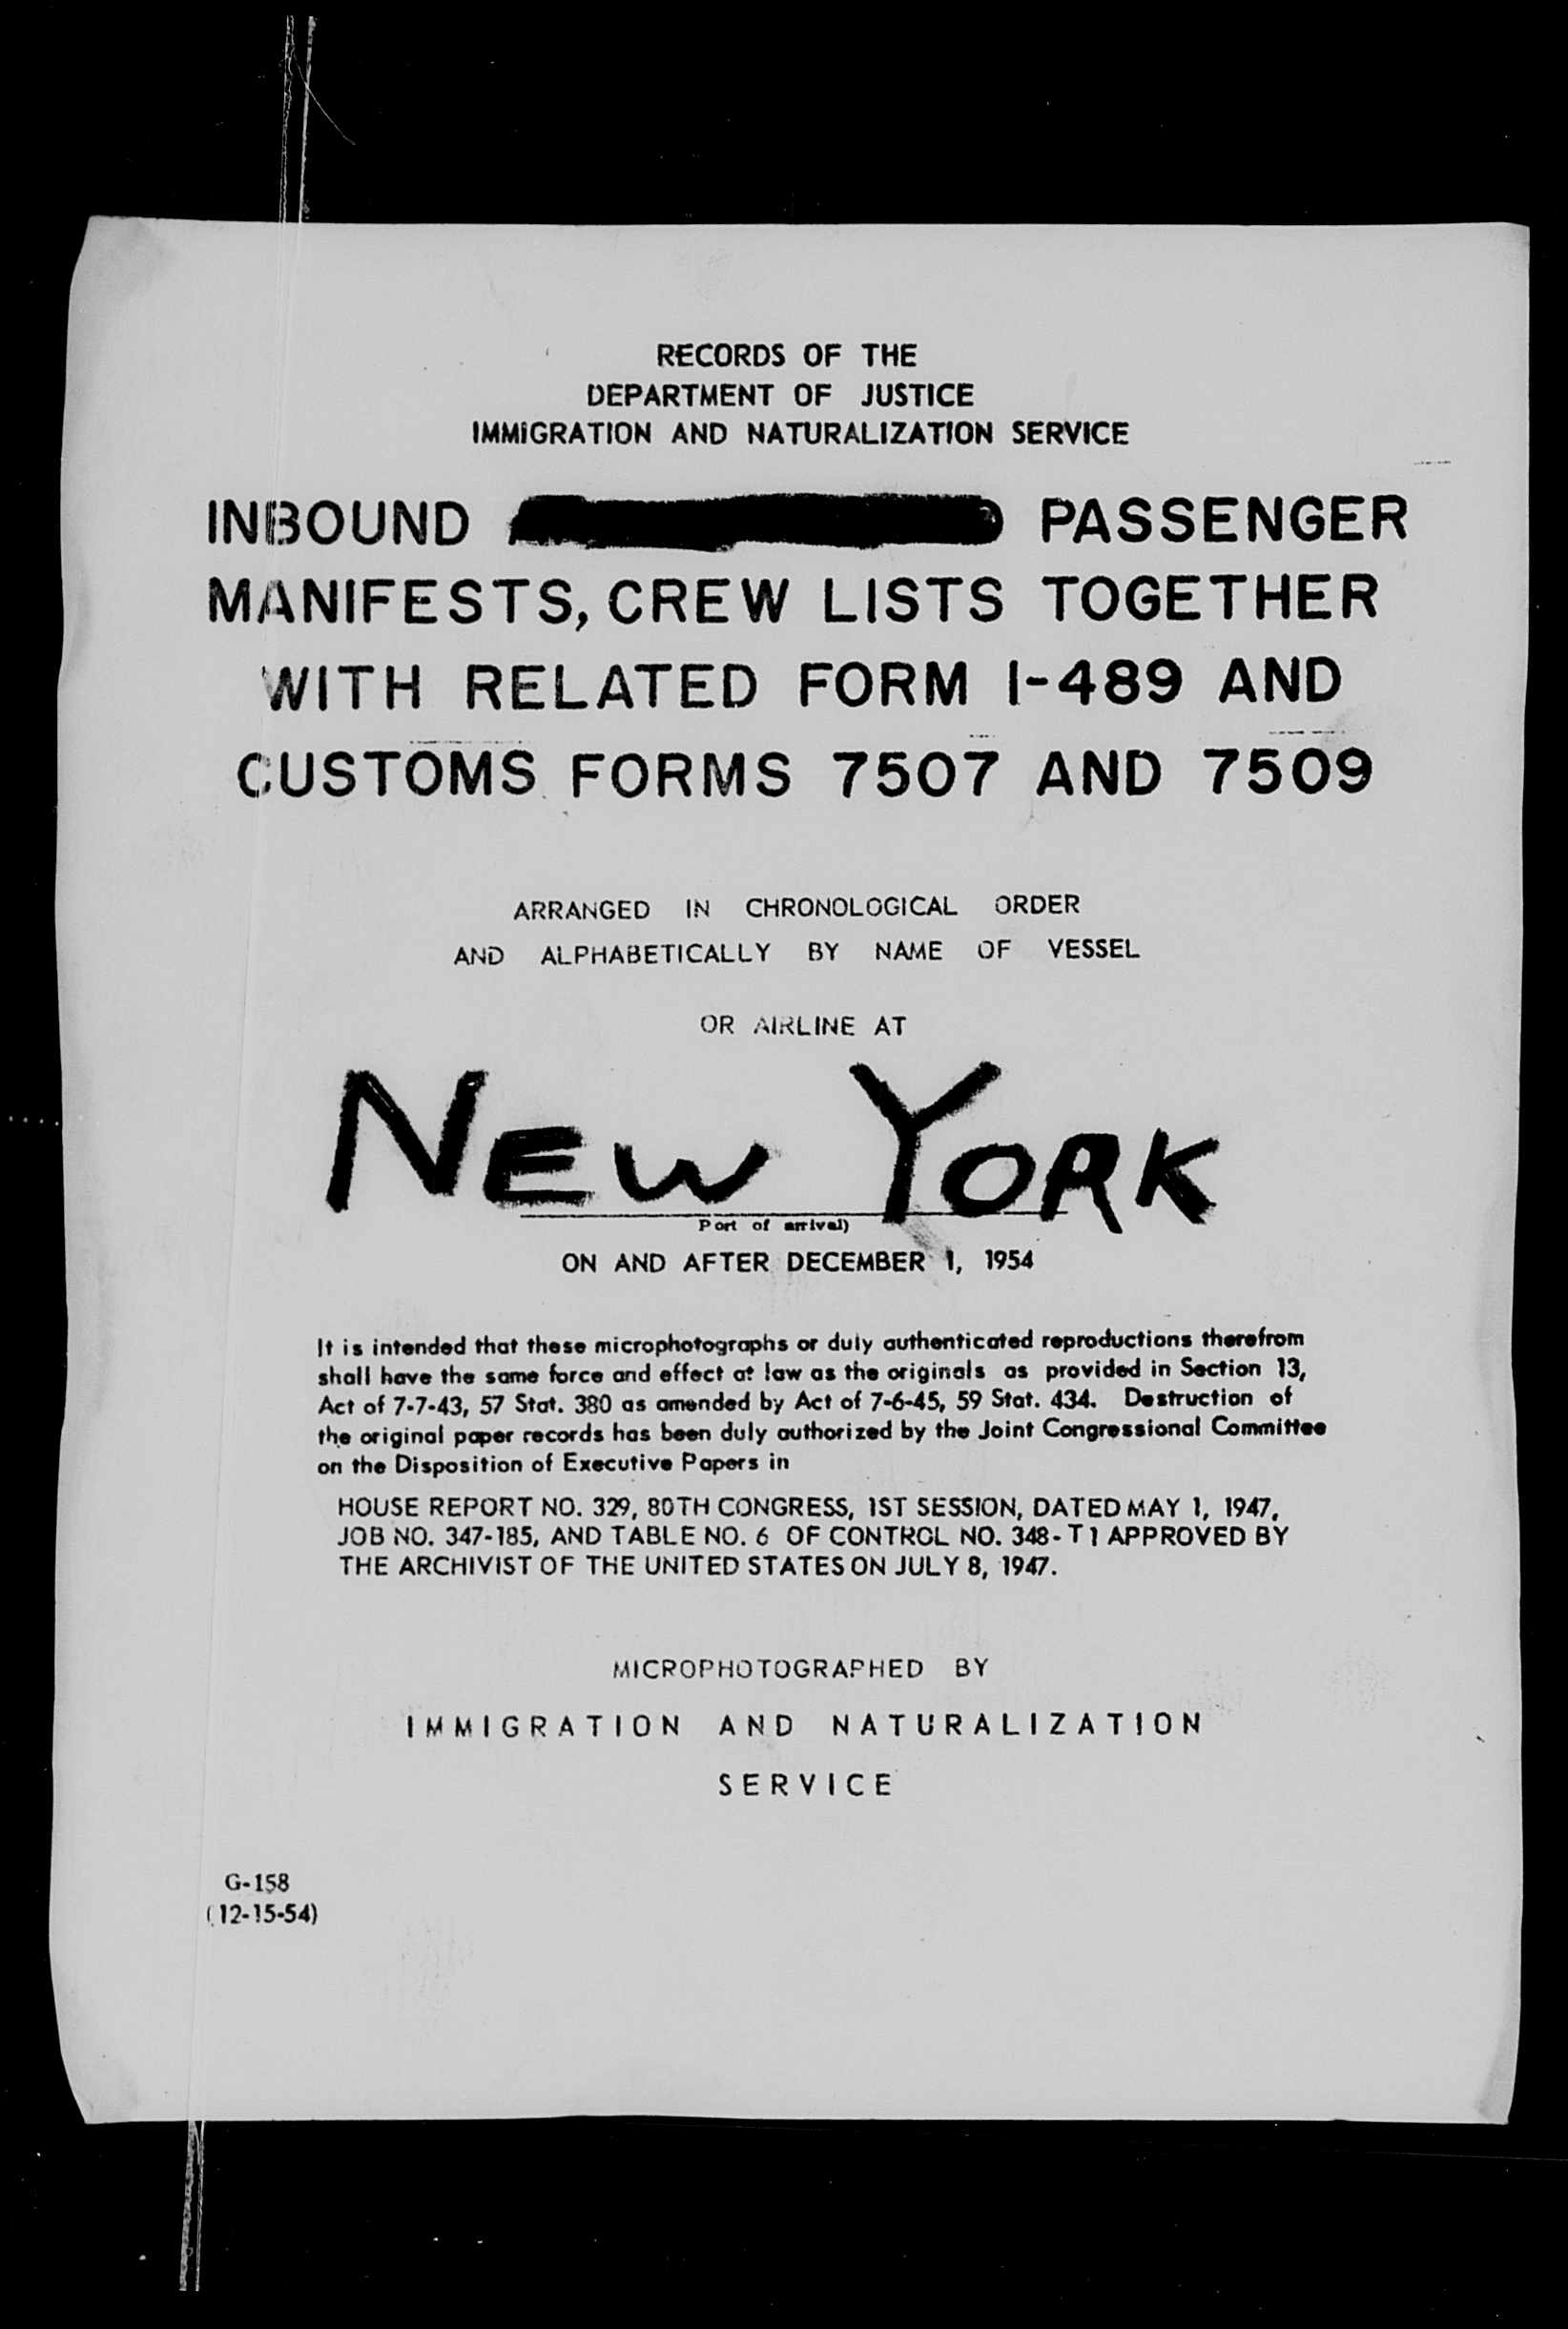 RECORDS OF THE
DEPARTMENT OF JUSTICE
IMMIGRATION AND NATURALIZATION SERVICE
INBOUND PASSENGER
MANIFESTS, CREW LISTS TOGETHER
WITH RELATED FORM I-489 AND
CUSTOMS FORMS 7507 AND 7509
ARRANGED IN CHRONOLOGICAL ORDER
AND ALPHABETICALLY BY NAME OF VESSEL
OR AIRLINE AT
NEW YORK
Port of arrival)
ON AND AFTER DECEMBER 1, 1954
It is intended that these microphotographs or duly authenticated reproductions therefrom
shall have the same force and effect at law as the originals as provided in Section 13,
Act of 7-7-43, 57 Stat. 380 as amended by Act of 7-6-45, 59 Stat. 434. Destruction of
the original paper records has been duly authorized by the Joint Congressional Committee
on the Disposition of Executive Papers in
HOUSE REPORT NO. 329, 80TH CONGRESS, 1ST SESSION, DATED MAY 1, 1947,
JOB NO. 347-185, AND TABLE NO. 6 OF CONTROL NO. 348-T1 APPROVED BY
THE ARCHIVIST OF THE UNITED STATES ON JULY 8, 1947.
MICROPHOTOGRAPHED BY
IMMIGRATION AND NATURALIZATION
SERVICE
G-158
(12-15-54)